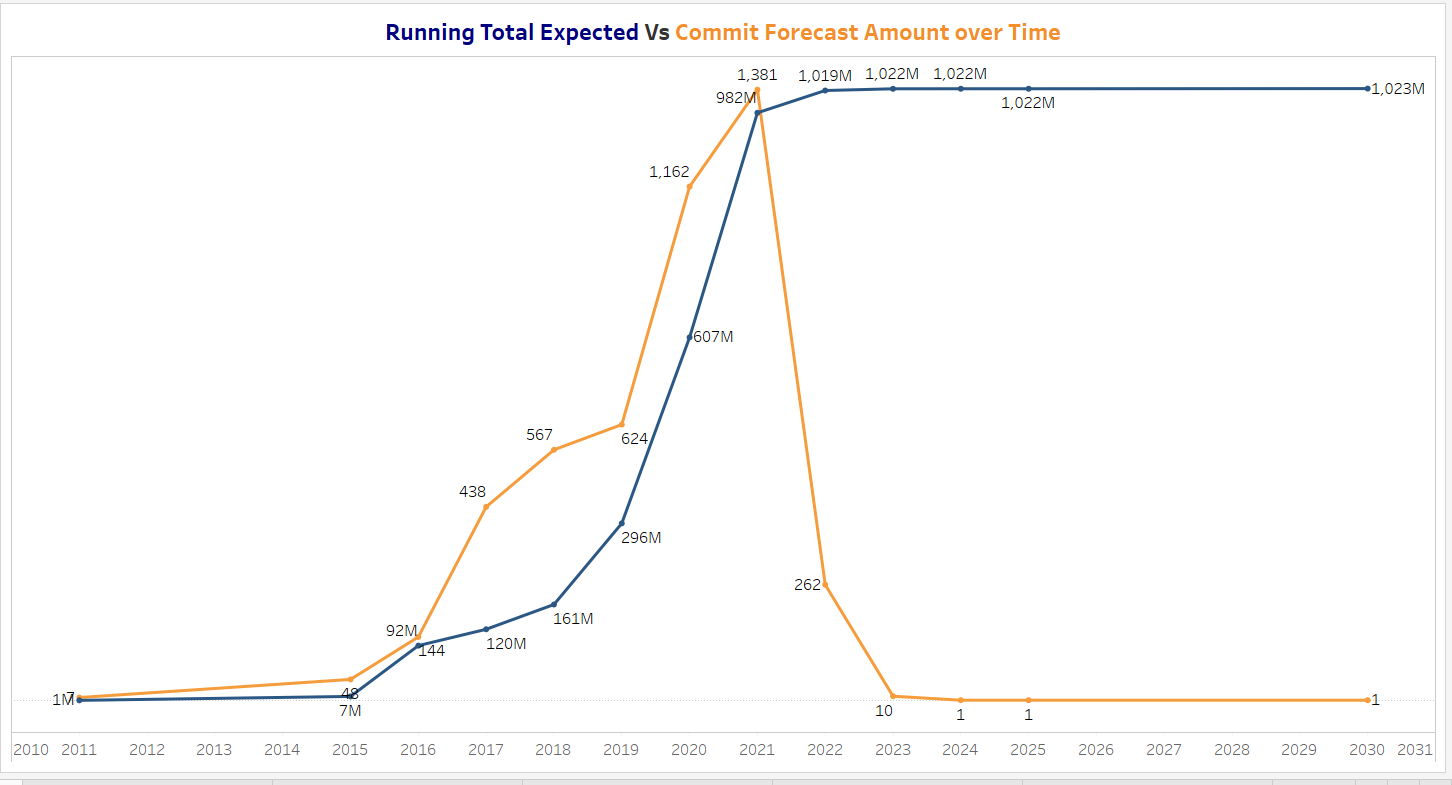 Running Total Expected Vs Commit Forecast Amount over Time
1,381
1,019M
1,022M
1,022M
982M
1,022M
1,023M
1,162
607M
567
624
438
296M
262
92M
144
120M
161M
1M
7
48
7M
10
1
1
1
2010 2011 2012 2013 2014 2015 2016 2017 2018 2019 2020 2021 2022 2023 2024 2025 2026 2027 2028 2029 2030 2031